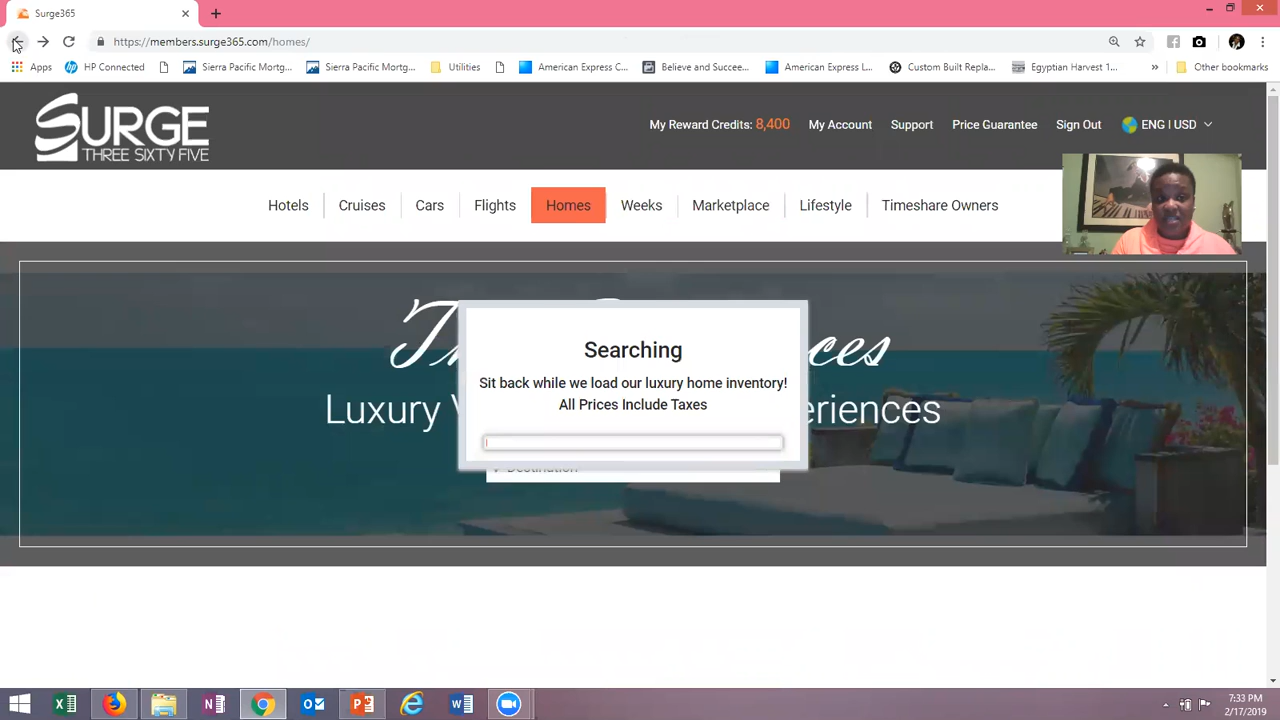 Surge365
https://members.surge365.com/homes/
Apps
HP Connected
Sierra Pacific Mortg...
Sierra Pacific Mortg...
Utilities
American Express C...
Believe and Succee...
American Express L...
Custom Built Repla...
Egyptian Harvest 1...
»
Other bookmarks
SURGE
THREE SIXTY FIVE
My Reward Credits: 8,400
My Account
Support
Price Guarantee
Sign Out
ENG | USD
Hotels
Cruises
Cars
Flights
Homes
Weeks
Marketplace
Lifestyle
Timeshare Owners
Searching
Sit back while we load our luxury home inventory!
All Prices Include Taxes
Luxury
Destination
7:33 PM
2/17/2019